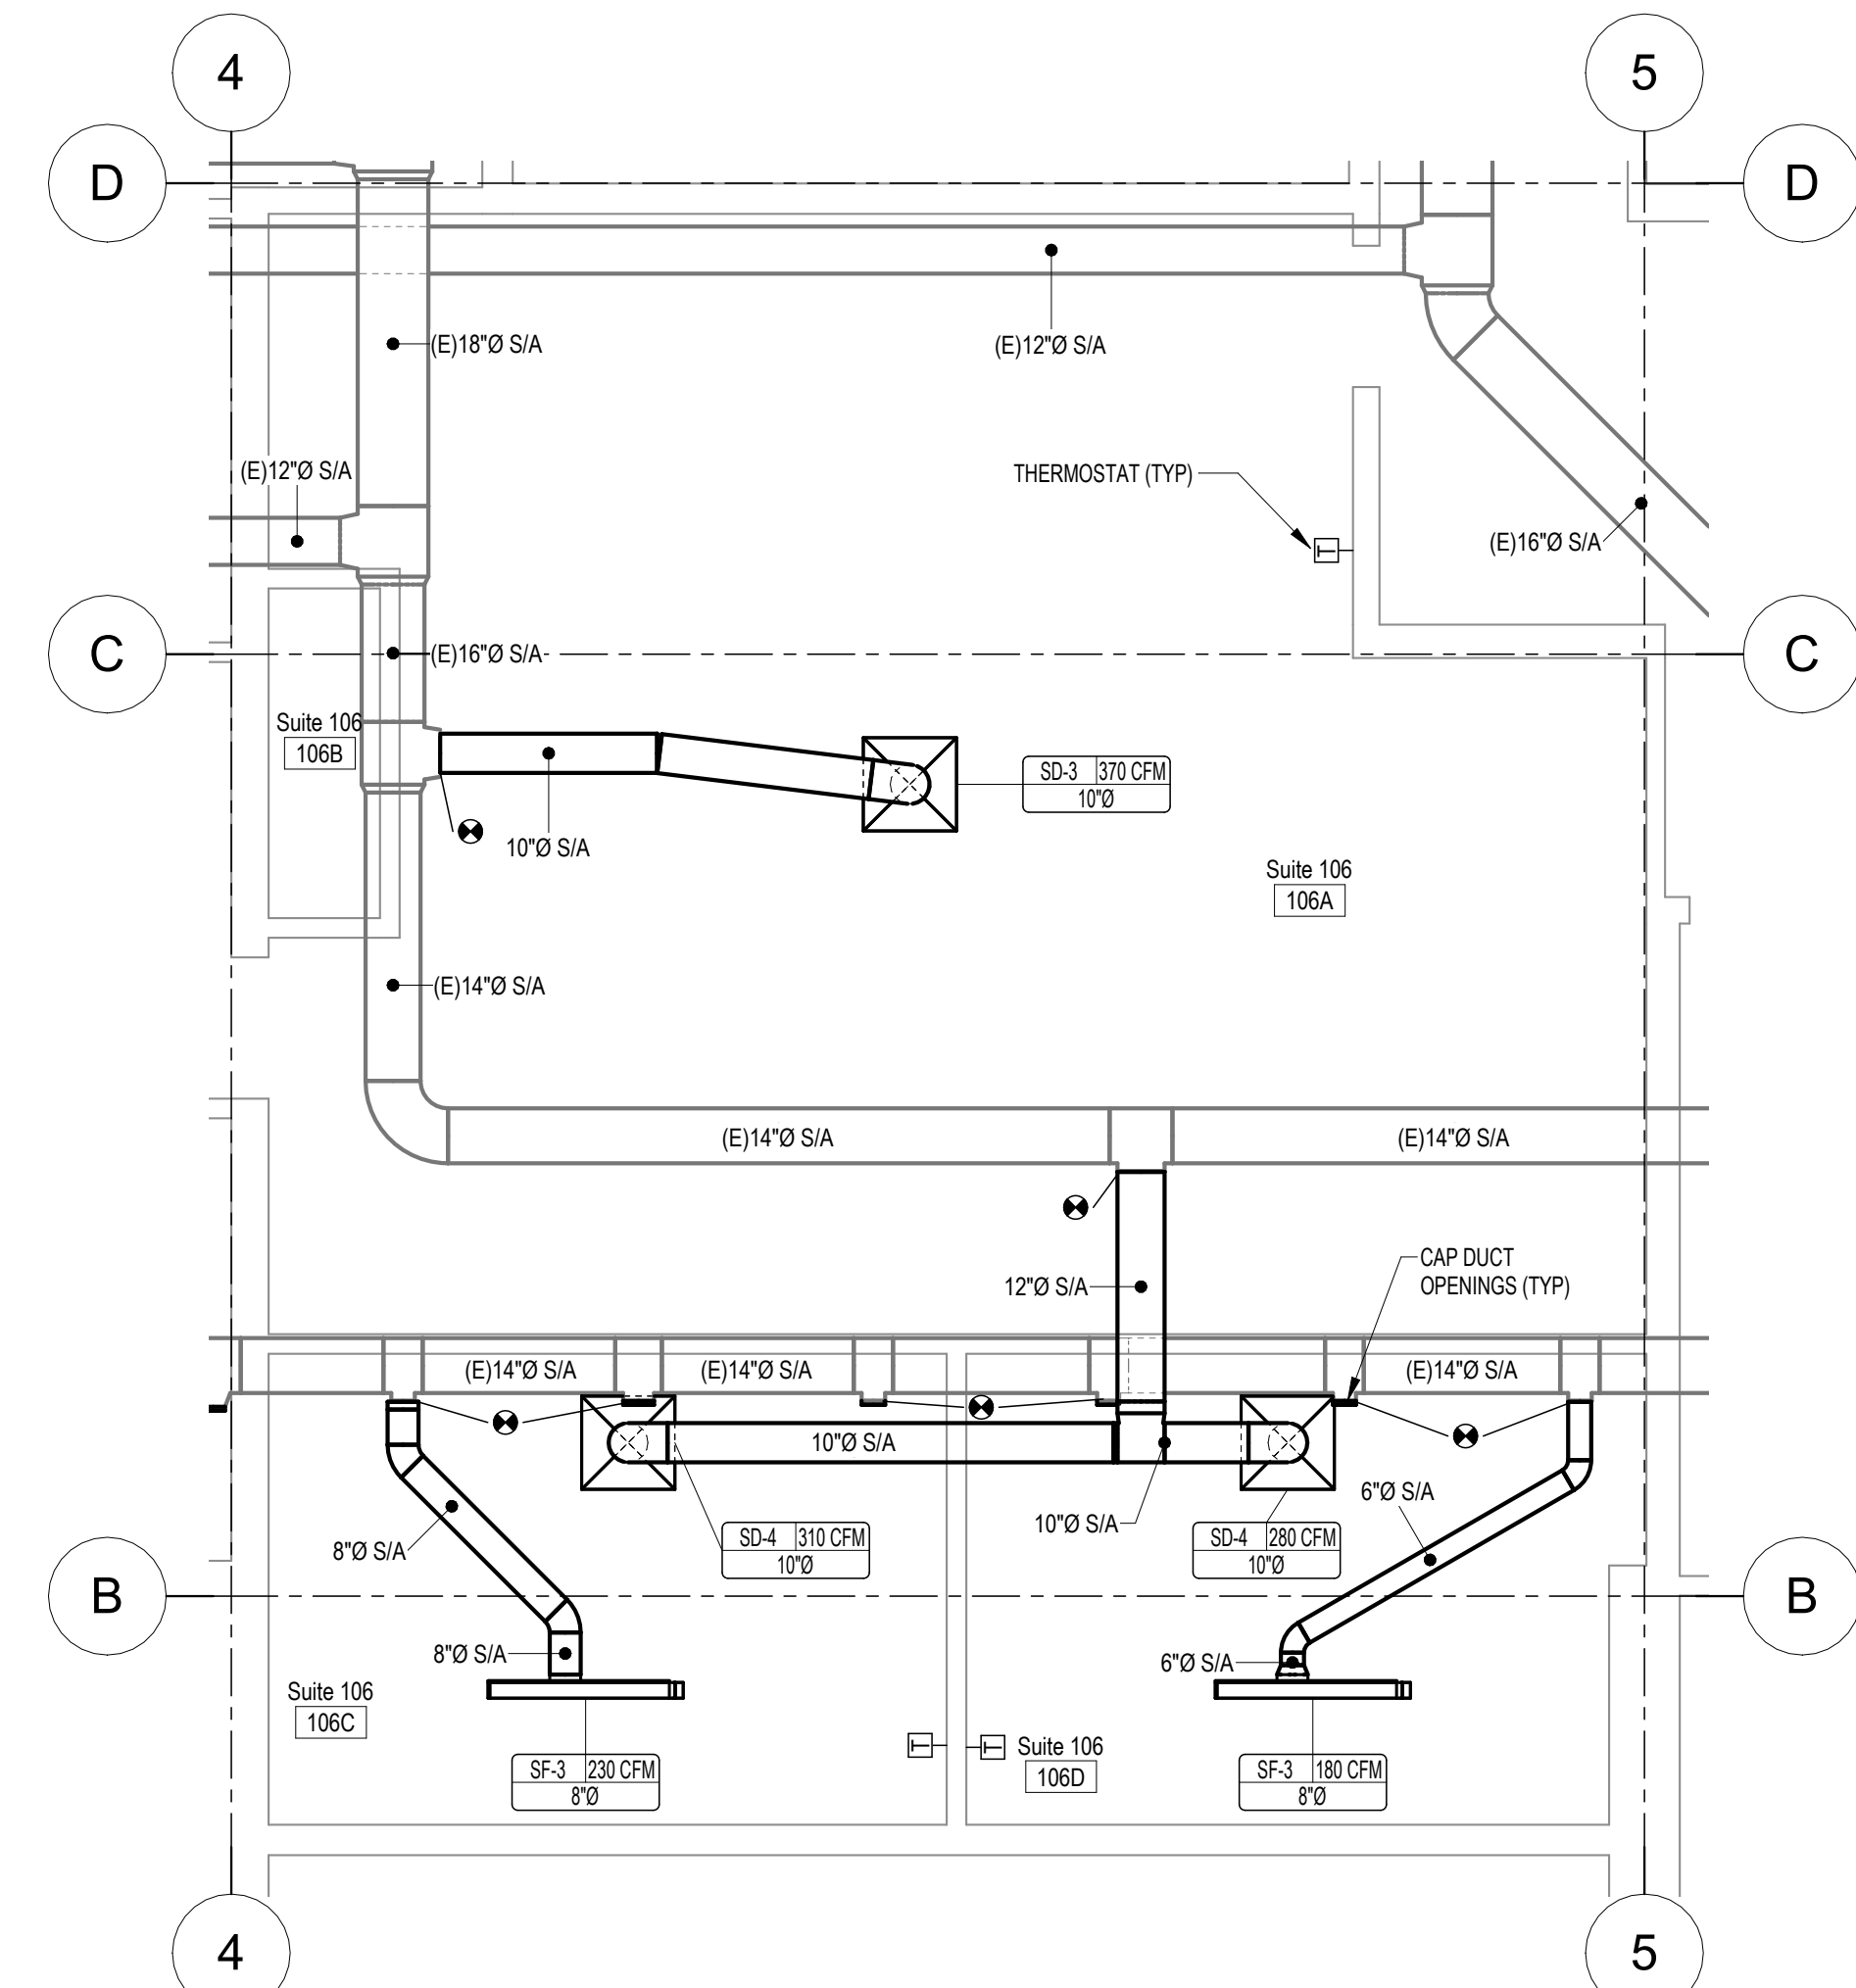 4
5
D
D
(E)18"Ø S/A
(E)12"Ø S/A
(E)12"Ø S/A
THERMOSTAT (TYP)
T
(E)16"Ø S/A
C
(E)16"Ø S/A
C
Suite 106
106B
SD-3 370 CFM
10"Ø
10"Ø S/A
Suite 106
106A
(E)14"Ø S/A
(E)14"Ø S/A
(E)14"Ø S/A
12"Ø S/A
CAP DUCT
OPENINGS (TYP)
(E)14"Ø S/A
(E)14"Ø S/A
(E)14"Ø S/A
10"Ø S/A
6"Ø S/A
10"Ø S/A
SD-4 310 CFM
10"Ø
SD-4 280 CFM
10"Ø
8"Ø S/A
B
B
8"Ø S/A
6"Ø S/A
Suite 106
106C
T
T
Suite 106
106D
SF-3 230 CFM
8"Ø
SF-3 180 CFM
8"Ø
4
5